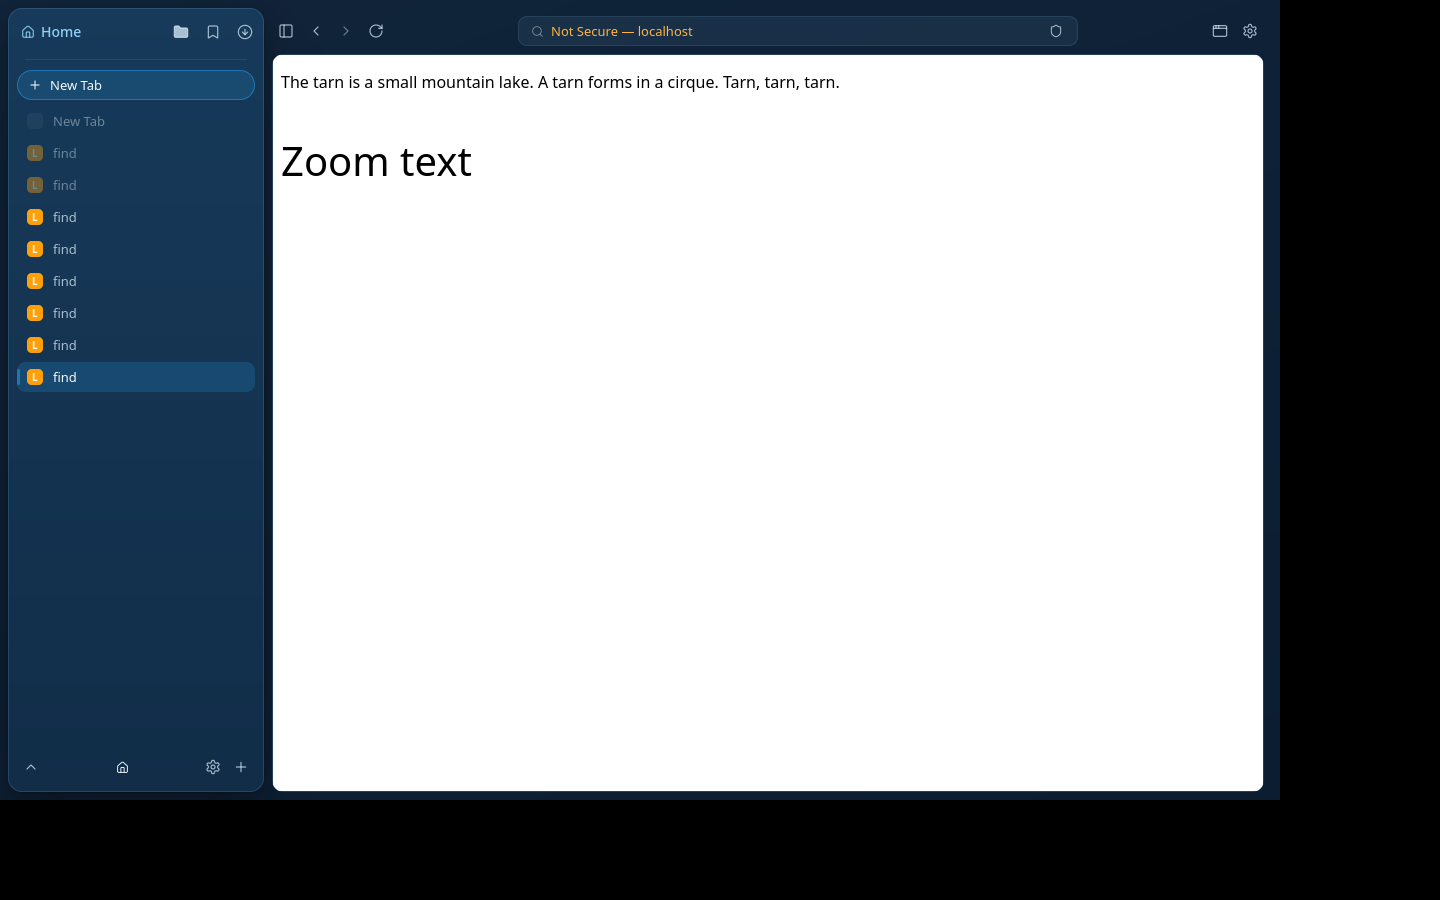 Home
Not Secure — localhost
New Tab
New Tab
L find
L find
L find
L find
L find
L find
L find
L find
The tarn is a small mountain lake. A tarn forms in a cirque. Tarn, tarn, tarn.
Zoom text